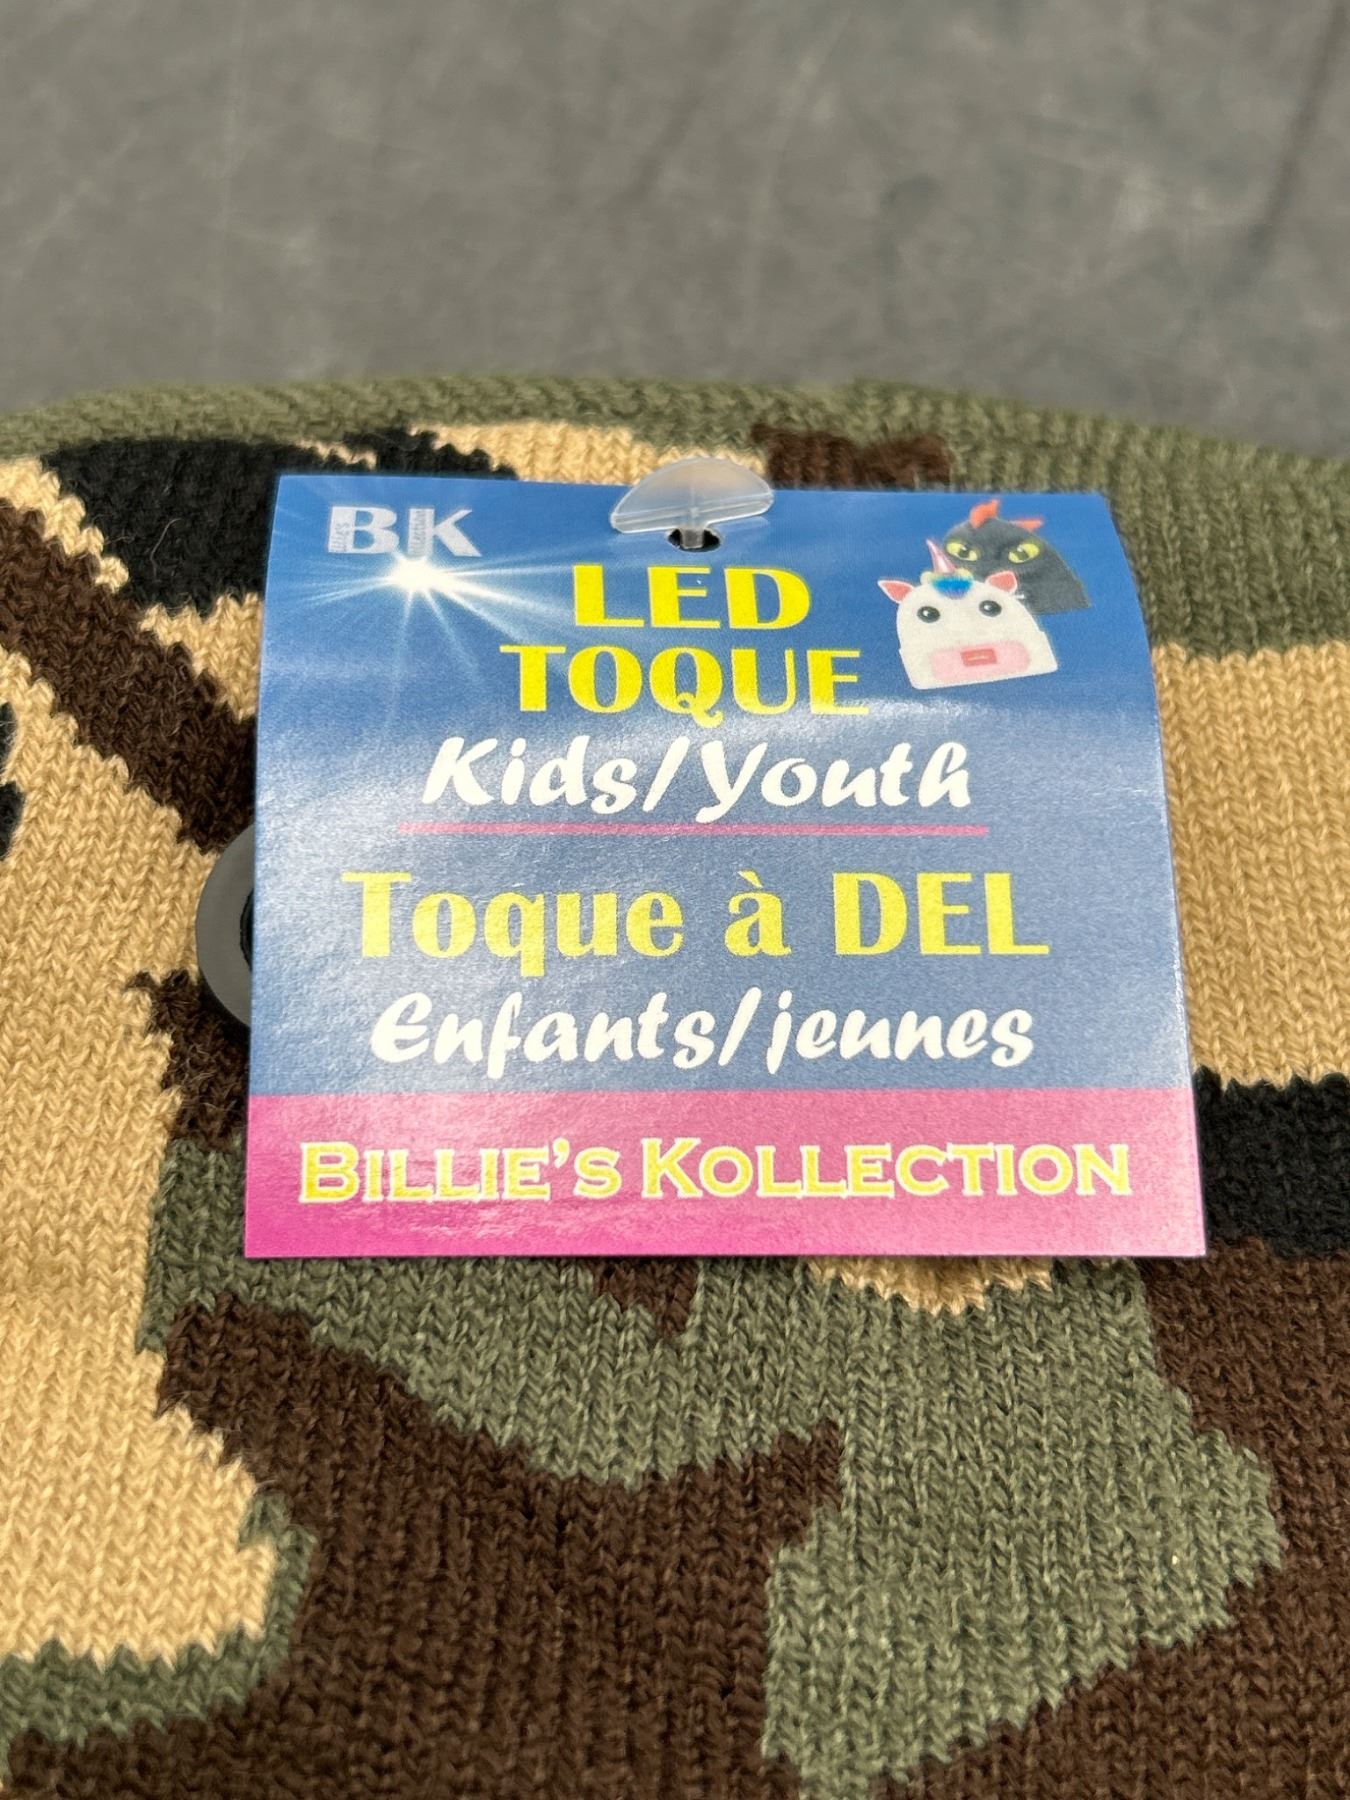 BK
LED
TOQUE
Kids/Youth
Toque à DEL
Enfants/jeunes
BILLIE'S KOLLECTION